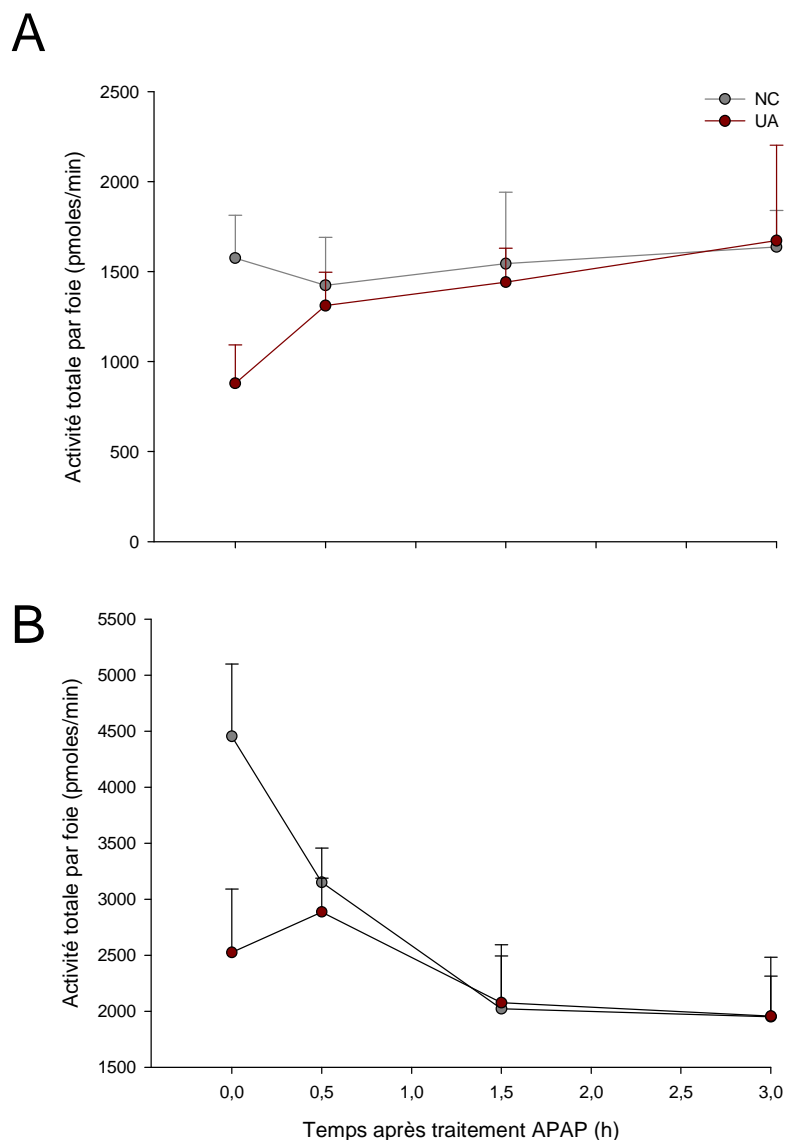 A
Activité totale par foie (pmoles/min)
2500
2000
1500
1000
500
0
NC
UA
B
Activité totale par foie (pmoles/min)
5500
5000
4500
4000
3500
3000
2500
2000
1500
0,0 0,5 1,0 1,5 2,0 2,5 3,0
Temps après traitement APAP (h)